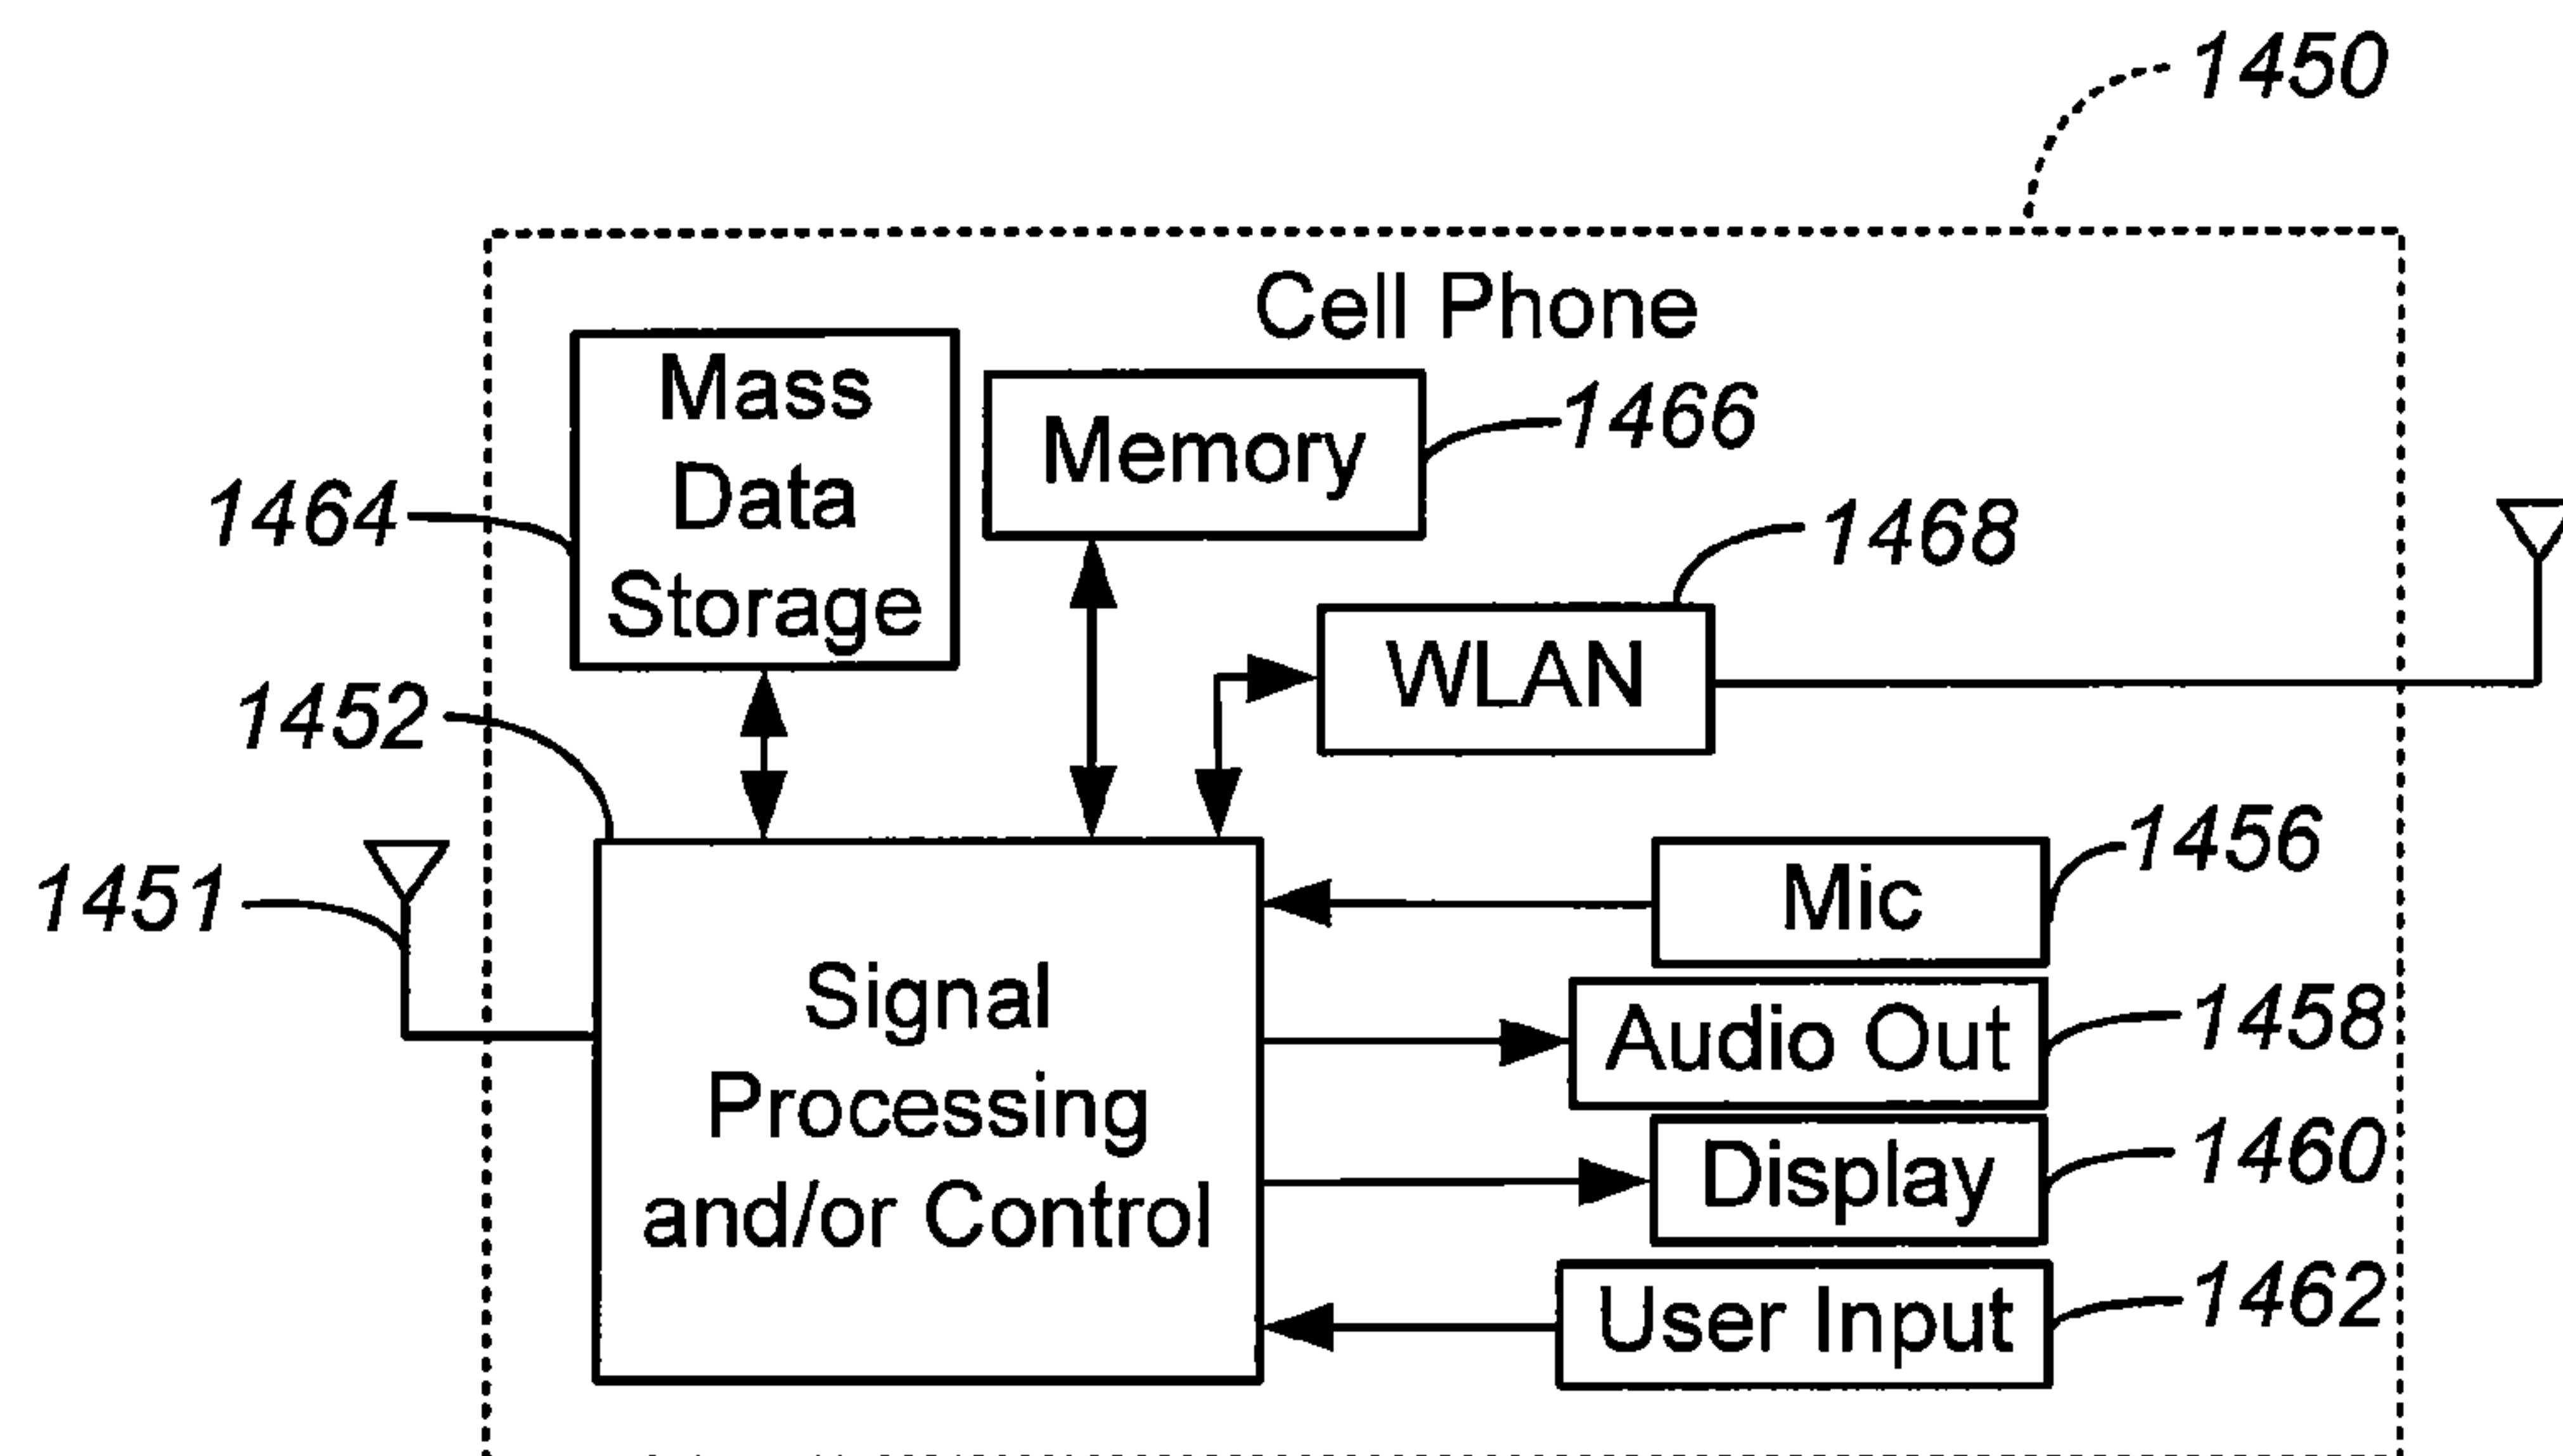 1450
Cell Phone
Mass
Data
Storage
1464
Memory
1466
WLAN
1468
1452
1451
Signal
Processing
and/or Control
Mic
1456
Audio Out
1458
Display
1460
User Input
1462